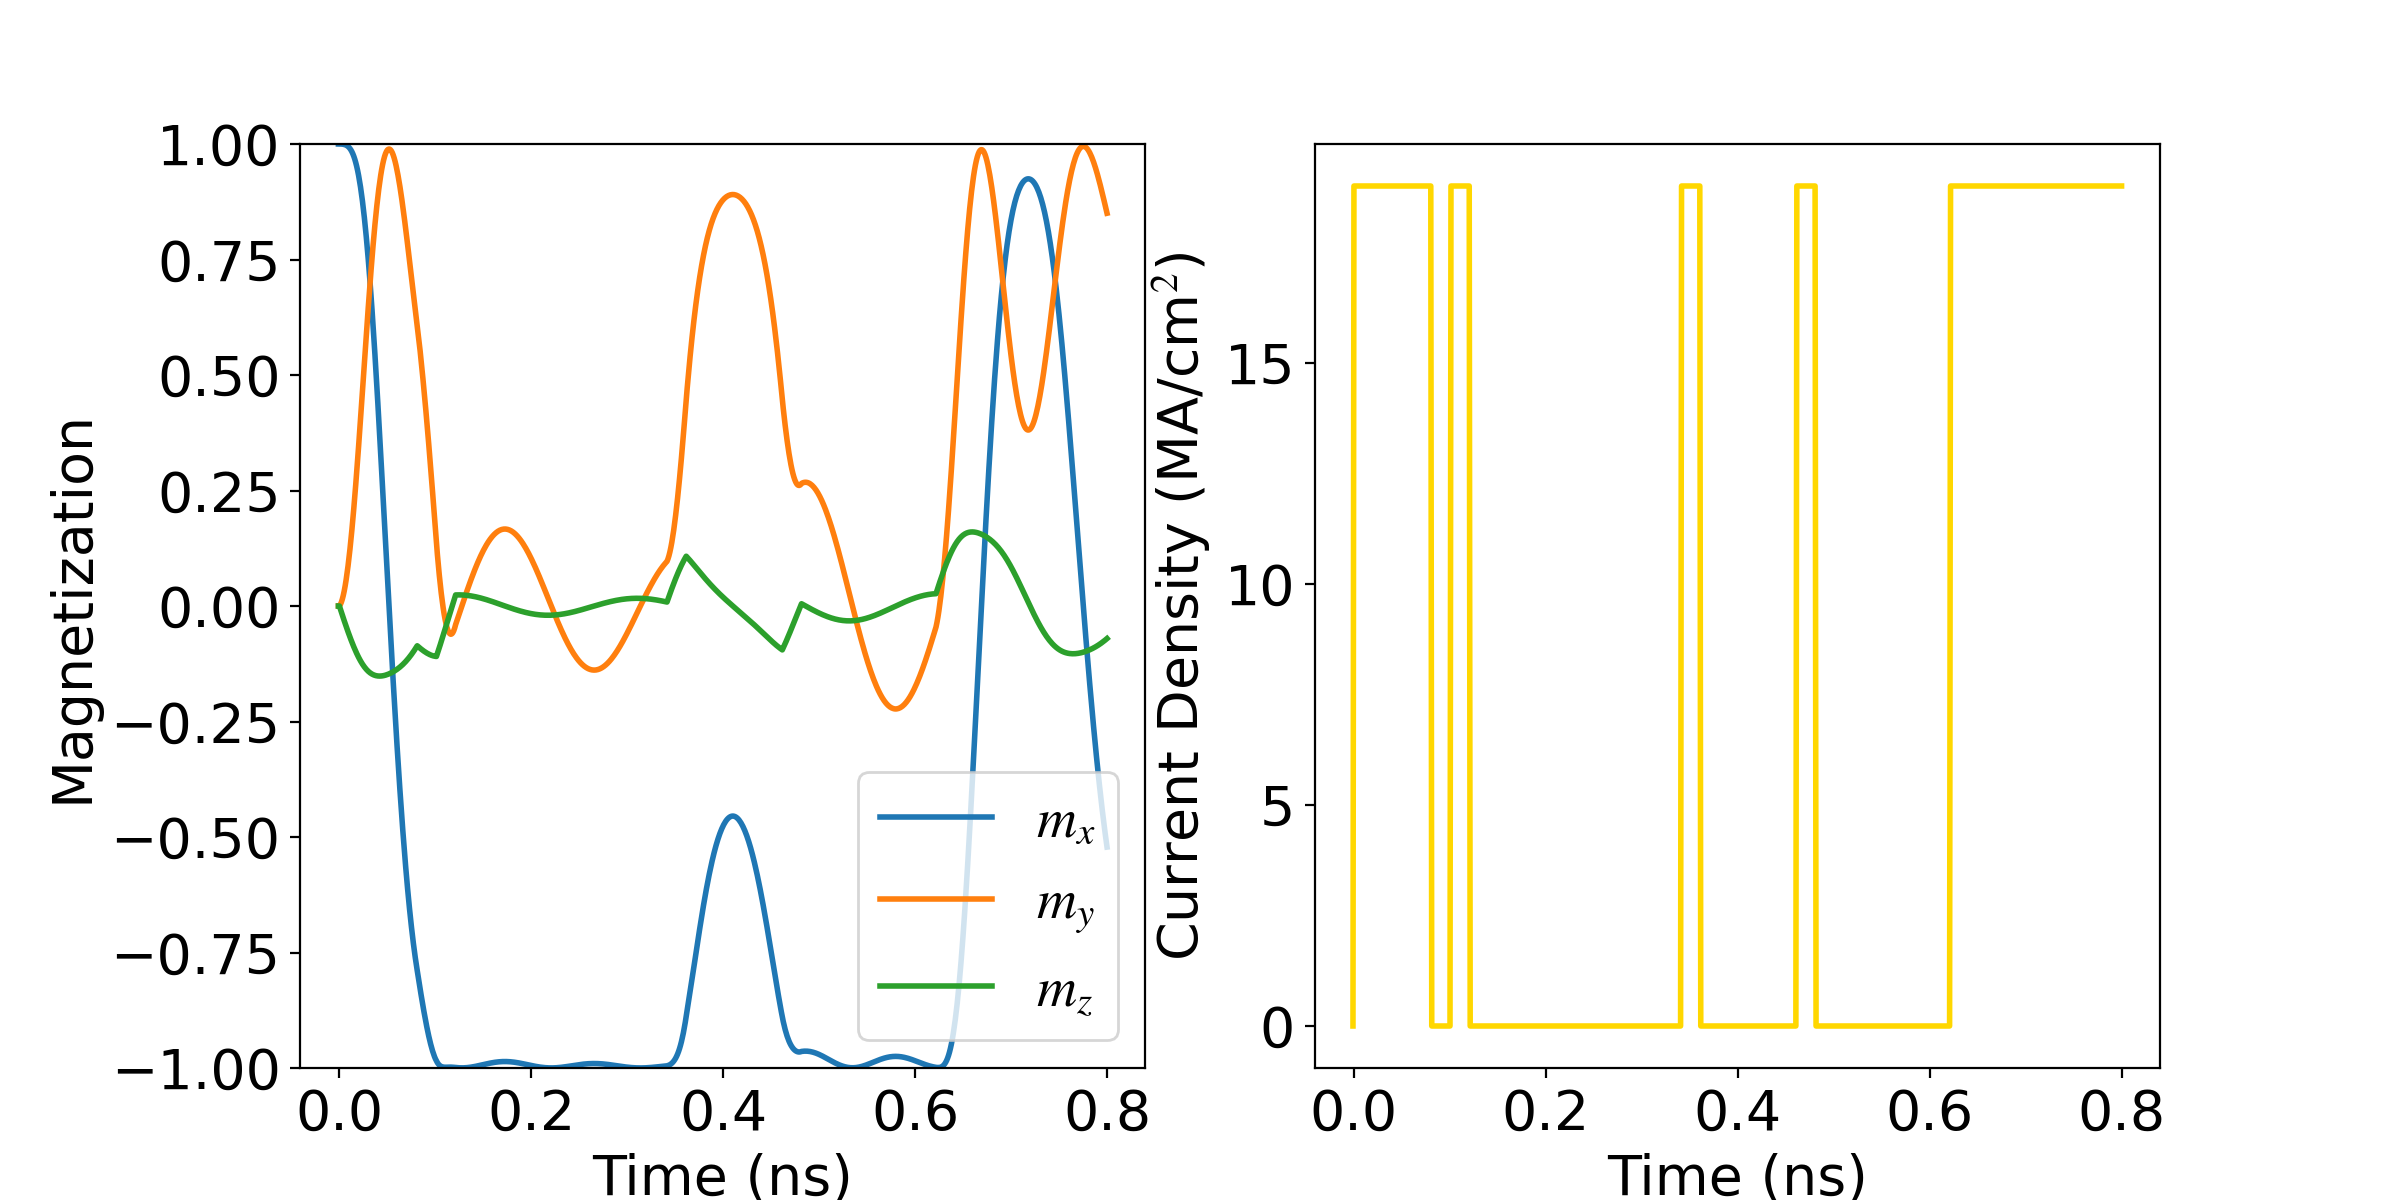 1.00
0.75
0.50
0.25
0.00
−0.25
−0.50
−0.75
−1.00
Magnetization
0.0 0.2 0.4 0.6 0.8
Time (ns)
m_x
m_y
m_z
Current Density (MA/cm²)
15
10
5
0
0.0 0.2 0.4 0.6 0.8
Time (ns)